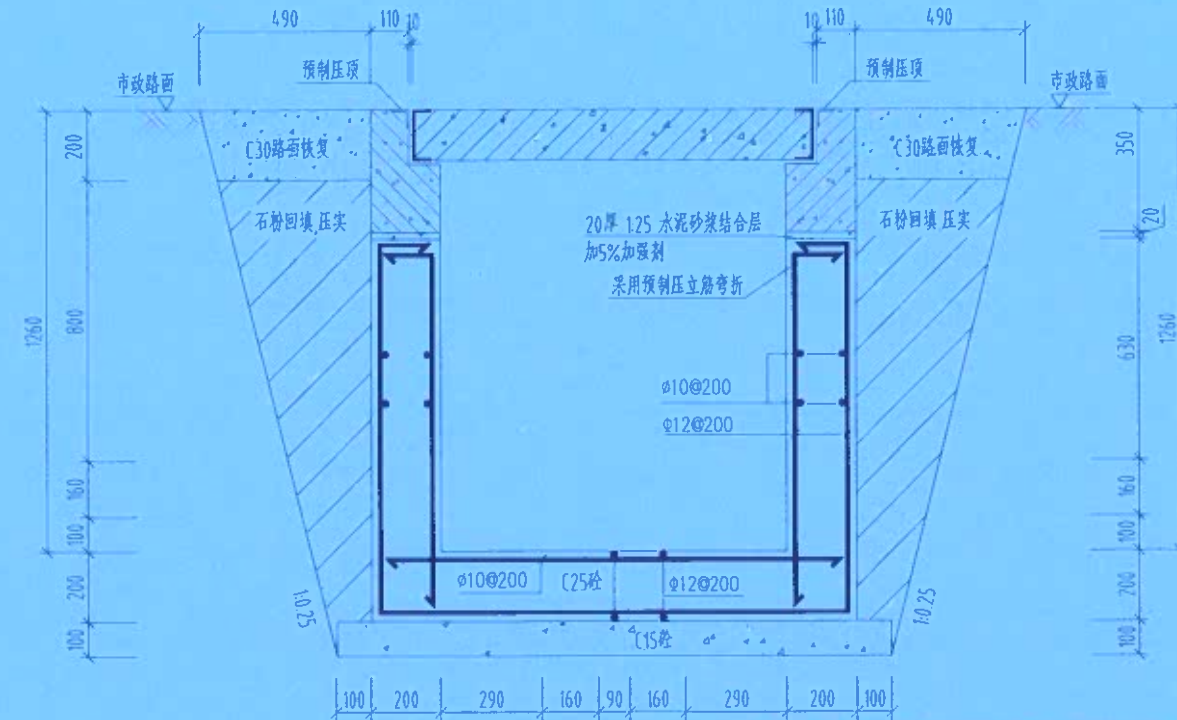 490 110 10 10 110 490
预制压顶 预制压顶
市政路面 市政路面
C30路面恢复 C30路面恢复
石粉回填 压实 石粉回填 压实
20厚 1:25 水泥砂浆结合层
加5%加强剂
采用预制压立筋弯折
1260 200 800 160 100 200 100
350 20 630 160 100 200 100 1260
ø10@200
Φ12@200
ø10@200 C25砼 Φ12@200
1:0.25 1:0.25
C15砼
100 200 290 160 90 160 290 200 100